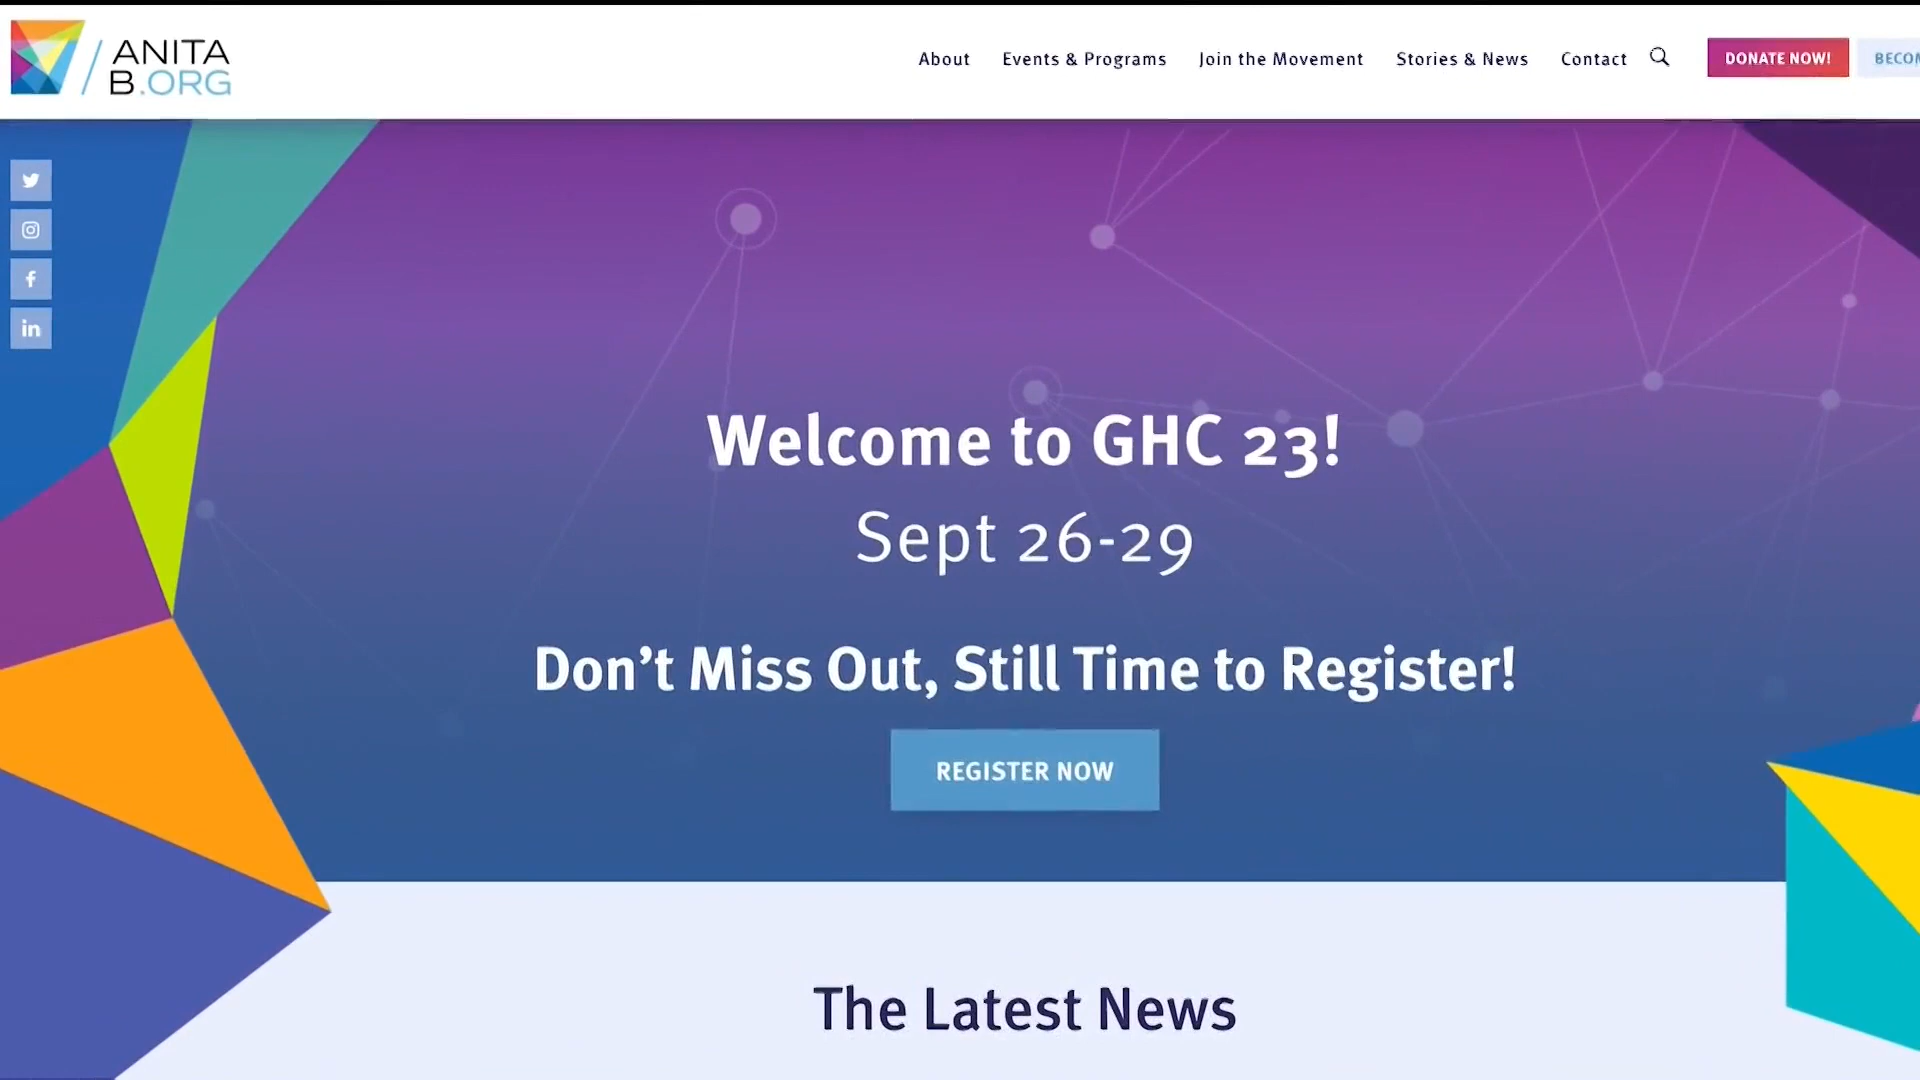 ANITA
B.ORG
About
Events & Programs
Join the Movement
Stories & News
Contact
DONATE NOW!
Welcome to GHC 23!
Sept 26-29
Don't Miss Out, Still Time to Register!
REGISTER NOW
The Latest News